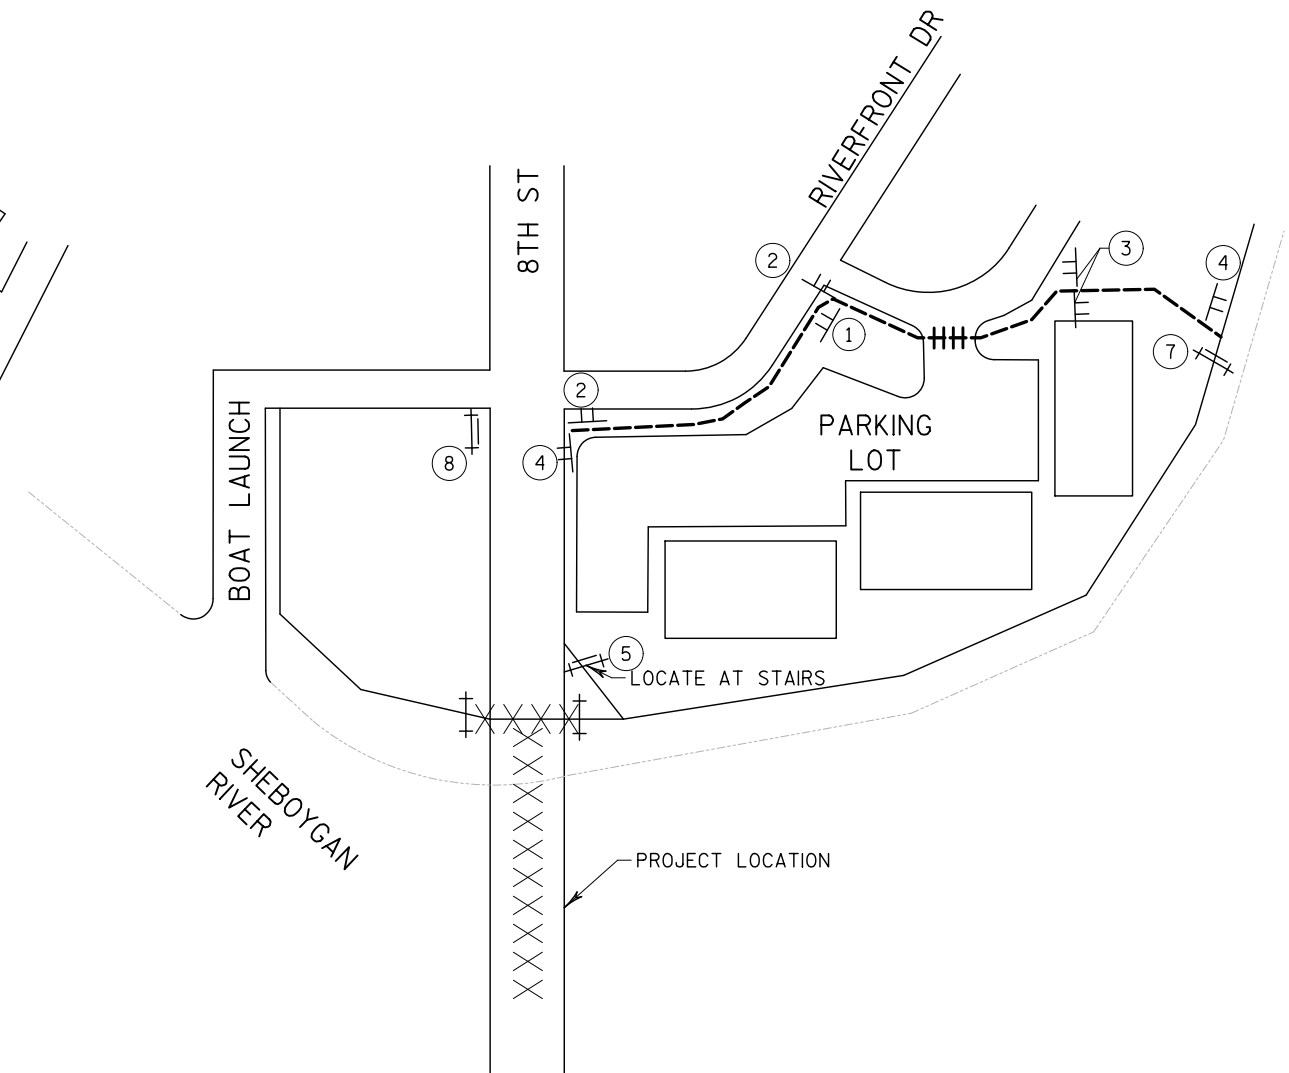 RIVERFRONT DR
8TH ST
2
3
4
1
7
2
8
4
BOAT LAUNCH
PARKING
LOT
5
LOCATE AT STAIRS
SHEBOYGAN
RIVER
PROJECT LOCATION